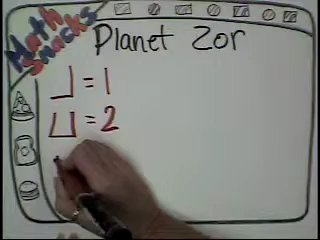 Math Snacks
Planet Zor
⅃ = 1
⊔ = 2